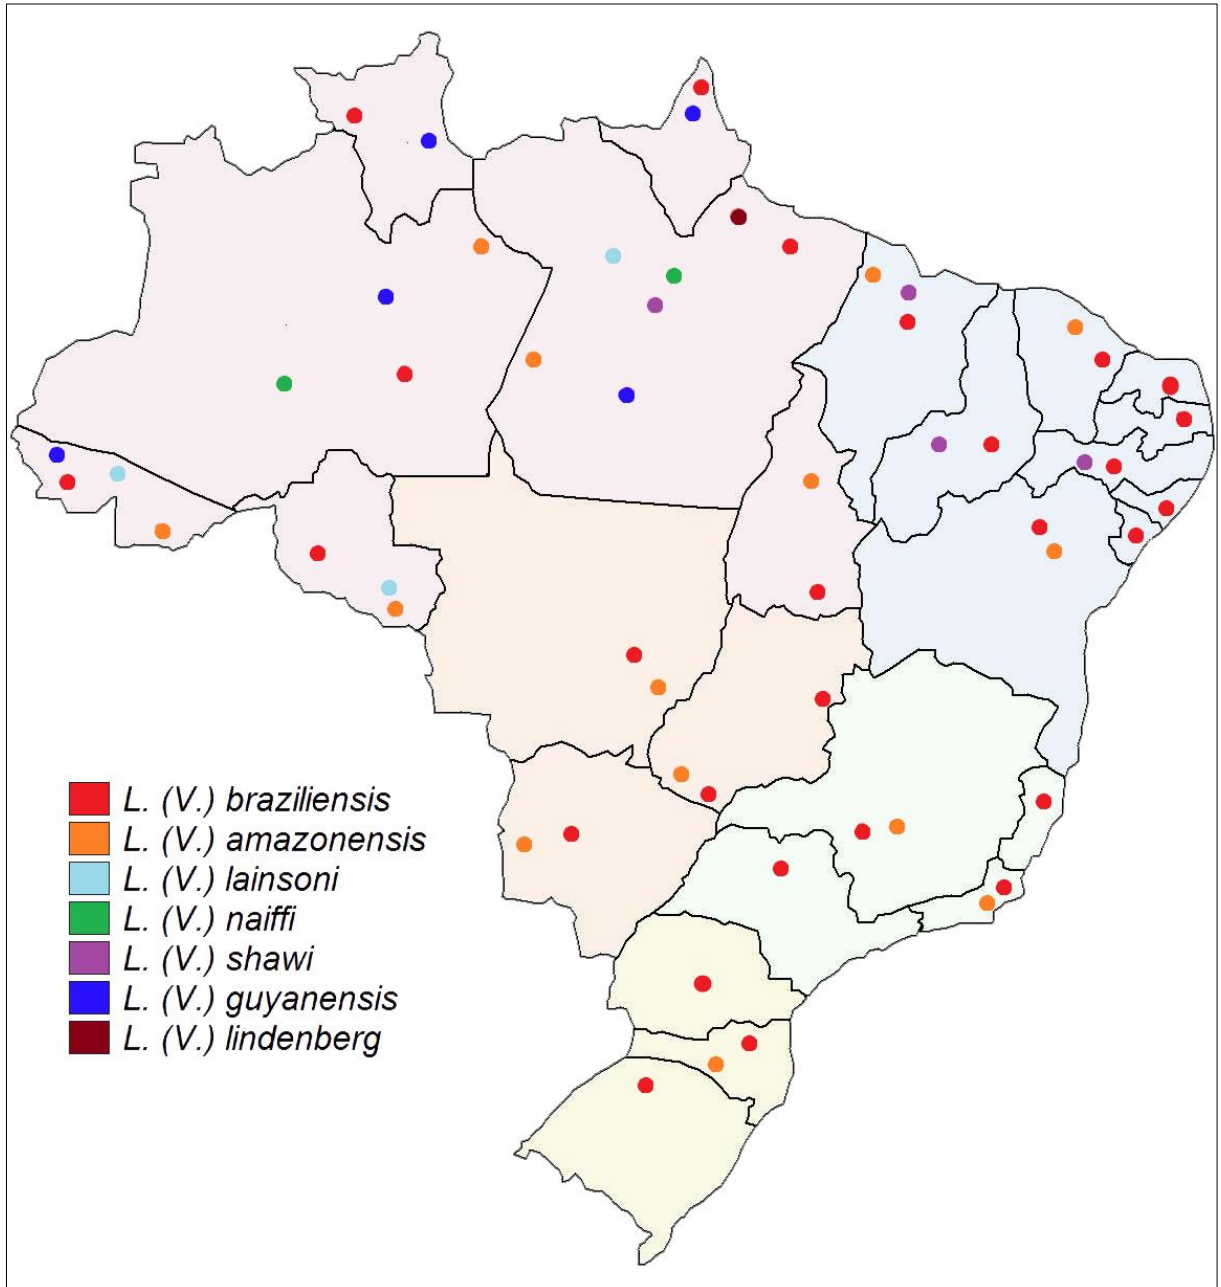 L. (V.) braziliensis
L. (V.) amazonensis
L. (V.) lainsoni
L. (V.) naiffi
L. (V.) shawi
L. (V.) guyanensis
L. (V.) lindenberg